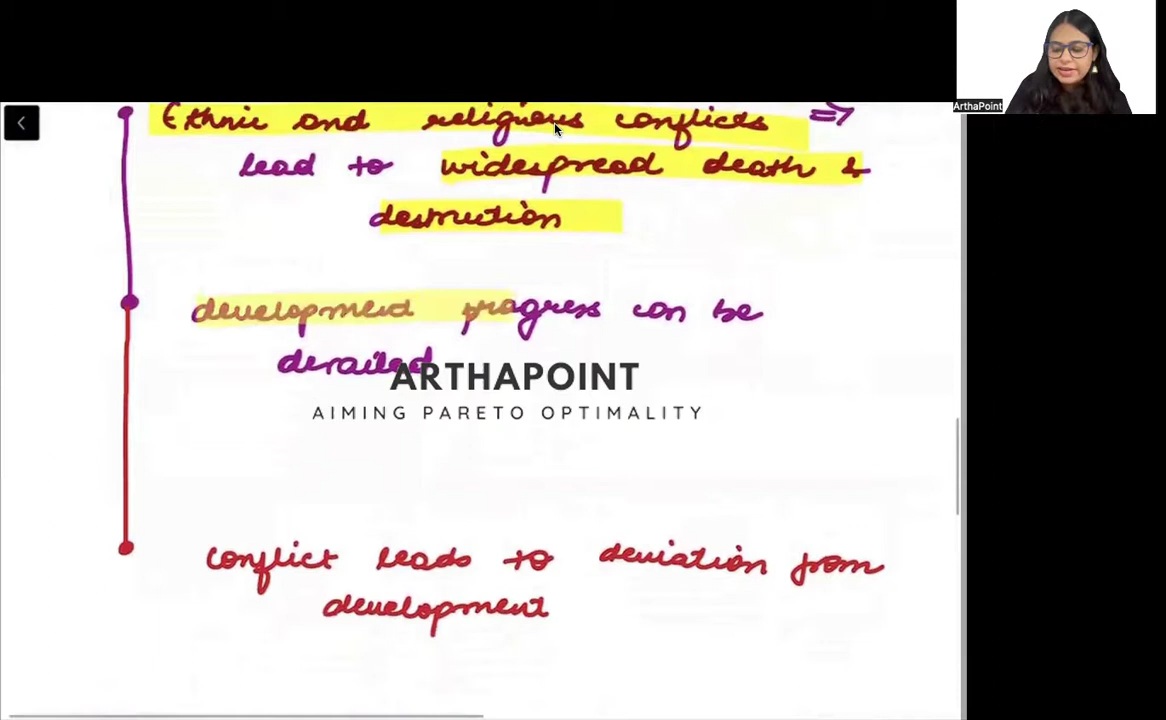 ArthaPoint
Ethnic and religious conflicts ⇒
lead to widespread death &
destruction
development progress can be
derailed
ARTHAPOINT
AIMING PARETO OPTIMALITY
conflict leads to deviation from
development